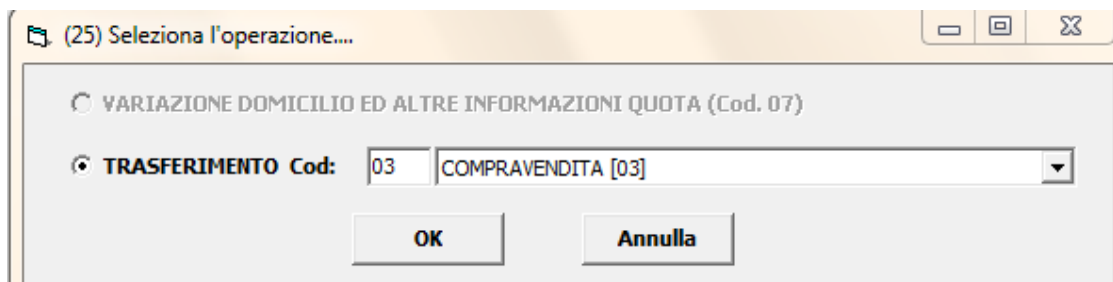 (25) Seleziona l'operazione....
VARIAZIONE DOMICILIO ED ALTRE INFORMAZIONI QUOTA (Cod. 07)
TRASFERIMENTO Cod: 03 COMPRAVENDITA [03]
OK Annulla